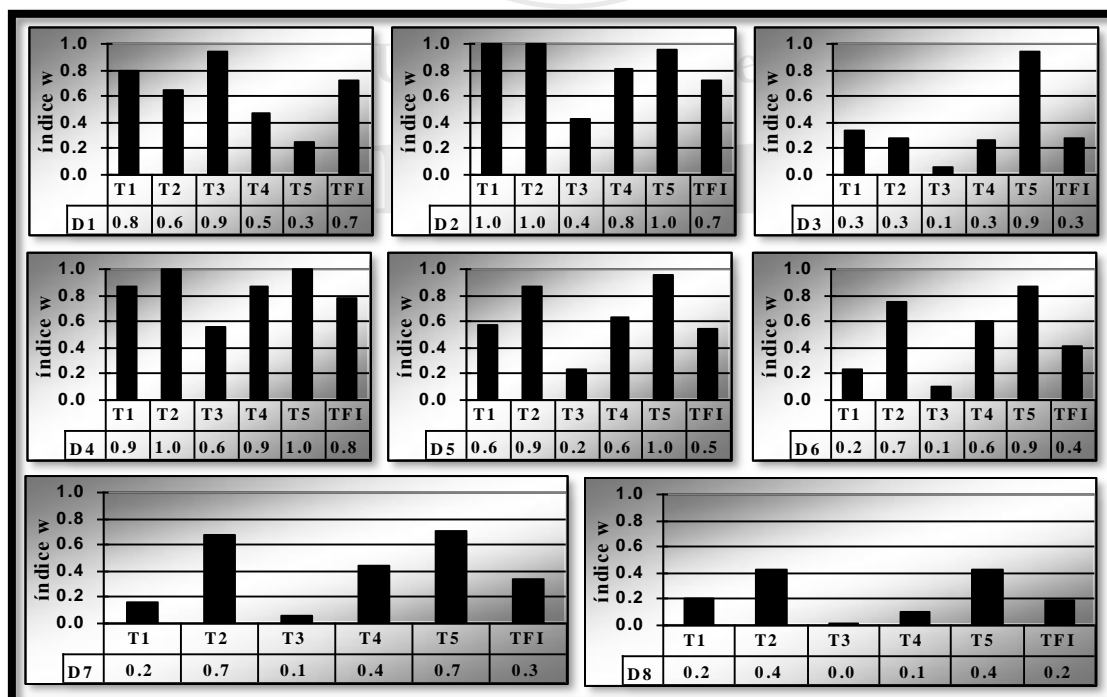 índice w
1.0
0.8
0.6
0.4
0.2
0.0
T1 T2 T3 T4 T5 TFI
D1 0.8 0.6 0.9 0.5 0.3 0.7
índice w
1.0
0.8
0.6
0.4
0.2
0.0
T1 T2 T3 T4 T5 TFI
D2 1.0 1.0 0.4 0.8 1.0 0.7
índice w
1.0
0.8
0.6
0.4
0.2
0.0
T1 T2 T3 T4 T5 TFI
D3 0.3 0.3 0.1 0.3 0.9 0.3
índice w
1.0
0.8
0.6
0.4
0.2
0.0
T1 T2 T3 T4 T5 TFI
D4 0.9 1.0 0.6 0.9 1.0 0.8
índice w
1.0
0.8
0.6
0.4
0.2
0.0
T1 T2 T3 T4 T5 TFI
D5 0.6 0.9 0.2 0.6 1.0 0.5
índice w
1.0
0.8
0.6
0.4
0.2
0.0
T1 T2 T3 T4 T5 TFI
D6 0.2 0.7 0.1 0.6 0.9 0.4
índice w
1.0
0.8
0.6
0.4
0.2
0.0
T1 T2 T3 T4 T5 TFI
D7 0.2 0.7 0.1 0.4 0.7 0.3
índice w
1.0
0.8
0.6
0.4
0.2
0.0
T1 T2 T3 T4 T5 TFI
D8 0.2 0.4 0.0 0.1 0.4 0.2